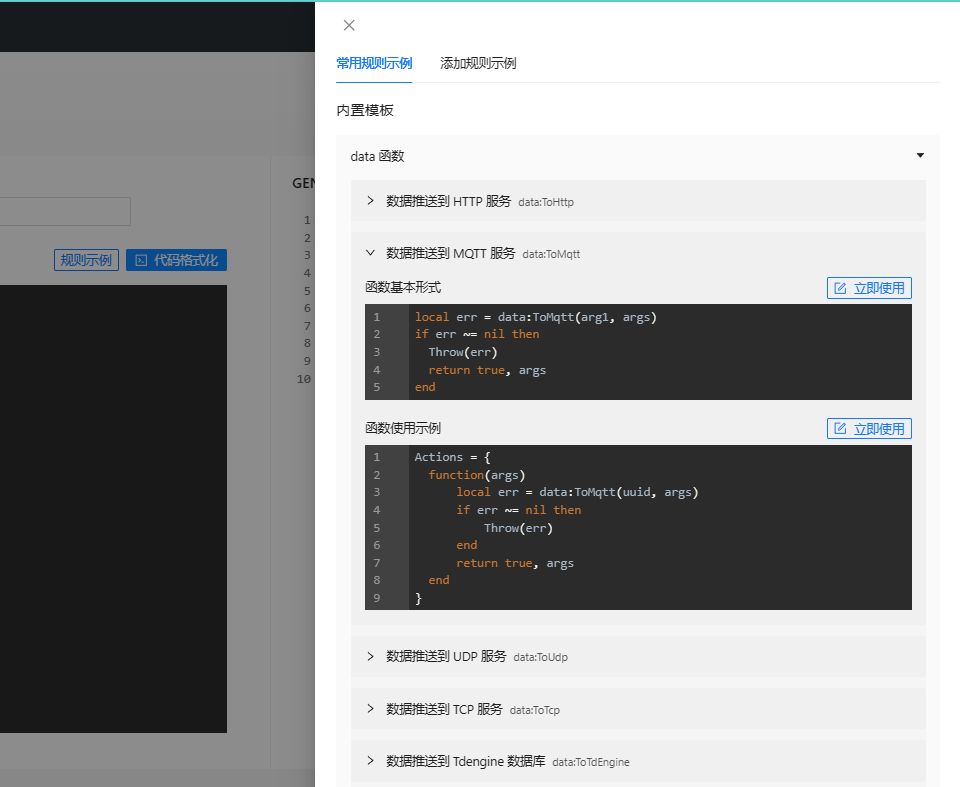 常用规则示例 添加规则示例
内置模板
data 函数
数据推送到 HTTP 服务 data:ToHttp
数据推送到 MQTT 服务 data:ToMqtt
函数基本形式 立即使用
1 local err = data:ToMqtt(arg1, args)
2 if err ~= nil then
3 Throw(err)
4 return true, args
5 end
函数使用示例 立即使用
1 Actions = {
2 function(args)
3 local err = data:ToMqtt(uuid, args)
4 if err ~= nil then
5 Throw(err)
6 end
7 return true, args
8 end
9 }
数据推送到 UDP 服务 data:ToUdp
数据推送到 TCP 服务 data:ToTcp
数据推送到 Tdengine 数据库 data:ToTdEngine
规则示例 代码格式化
GEN
1
2
3
4
5
6
7
8
9
10